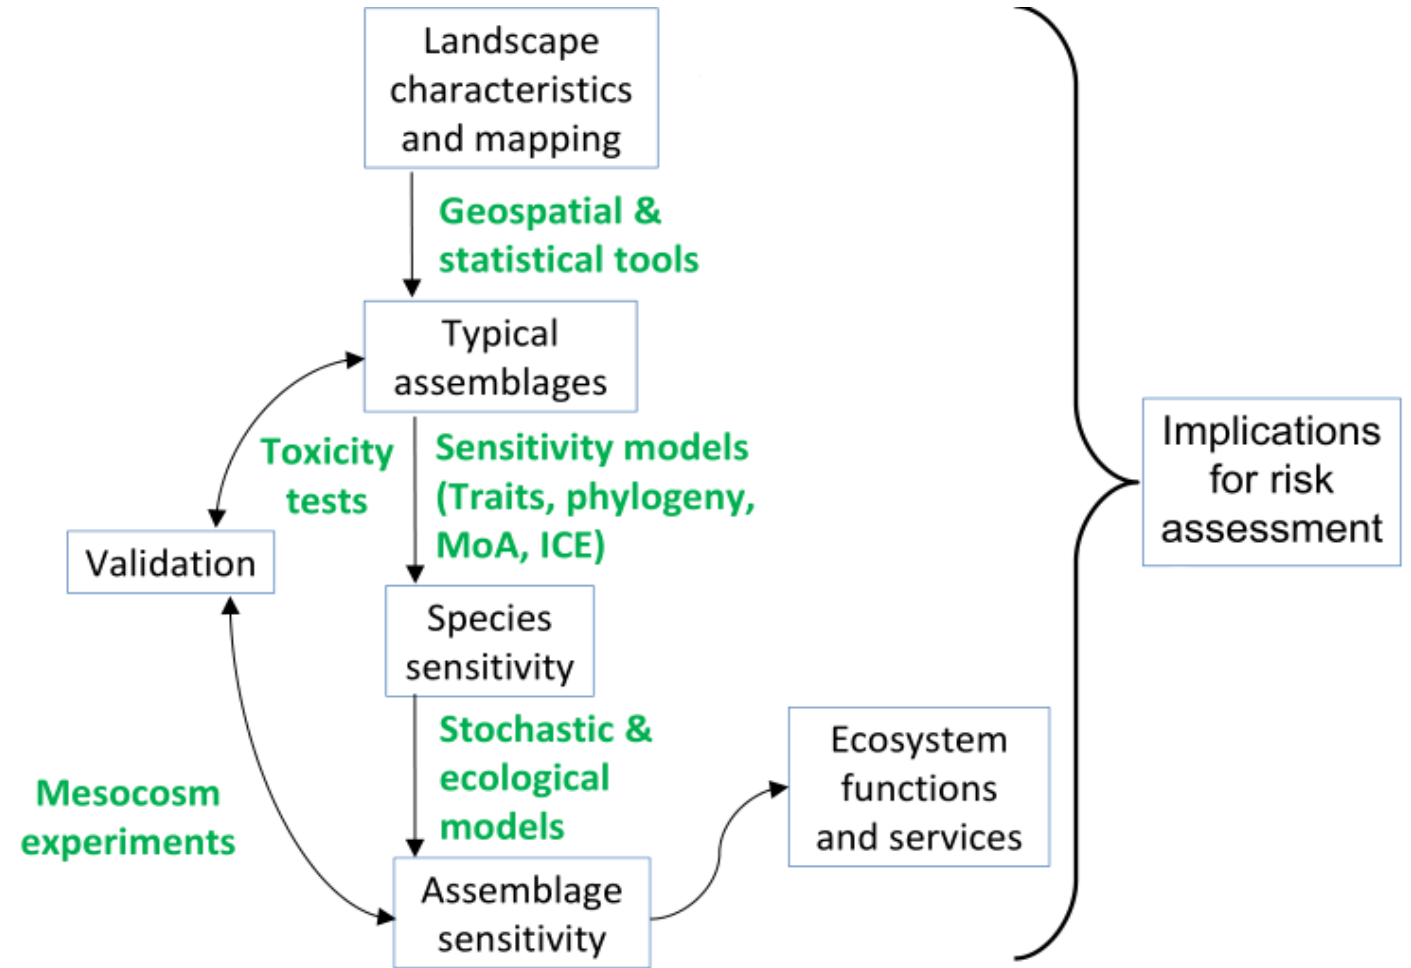 Landscape
characteristics
and mapping
Geospatial &
statistical tools
Typical
assemblages
Toxicity
tests
Sensitivity models
(Traits, phylogeny,
MoA, ICE)
Validation
Species
sensitivity
Stochastic &
ecological
models
Mesocosm
experiments
Assemblage
sensitivity
Ecosystem
functions
and services
Implications
for risk
assessment